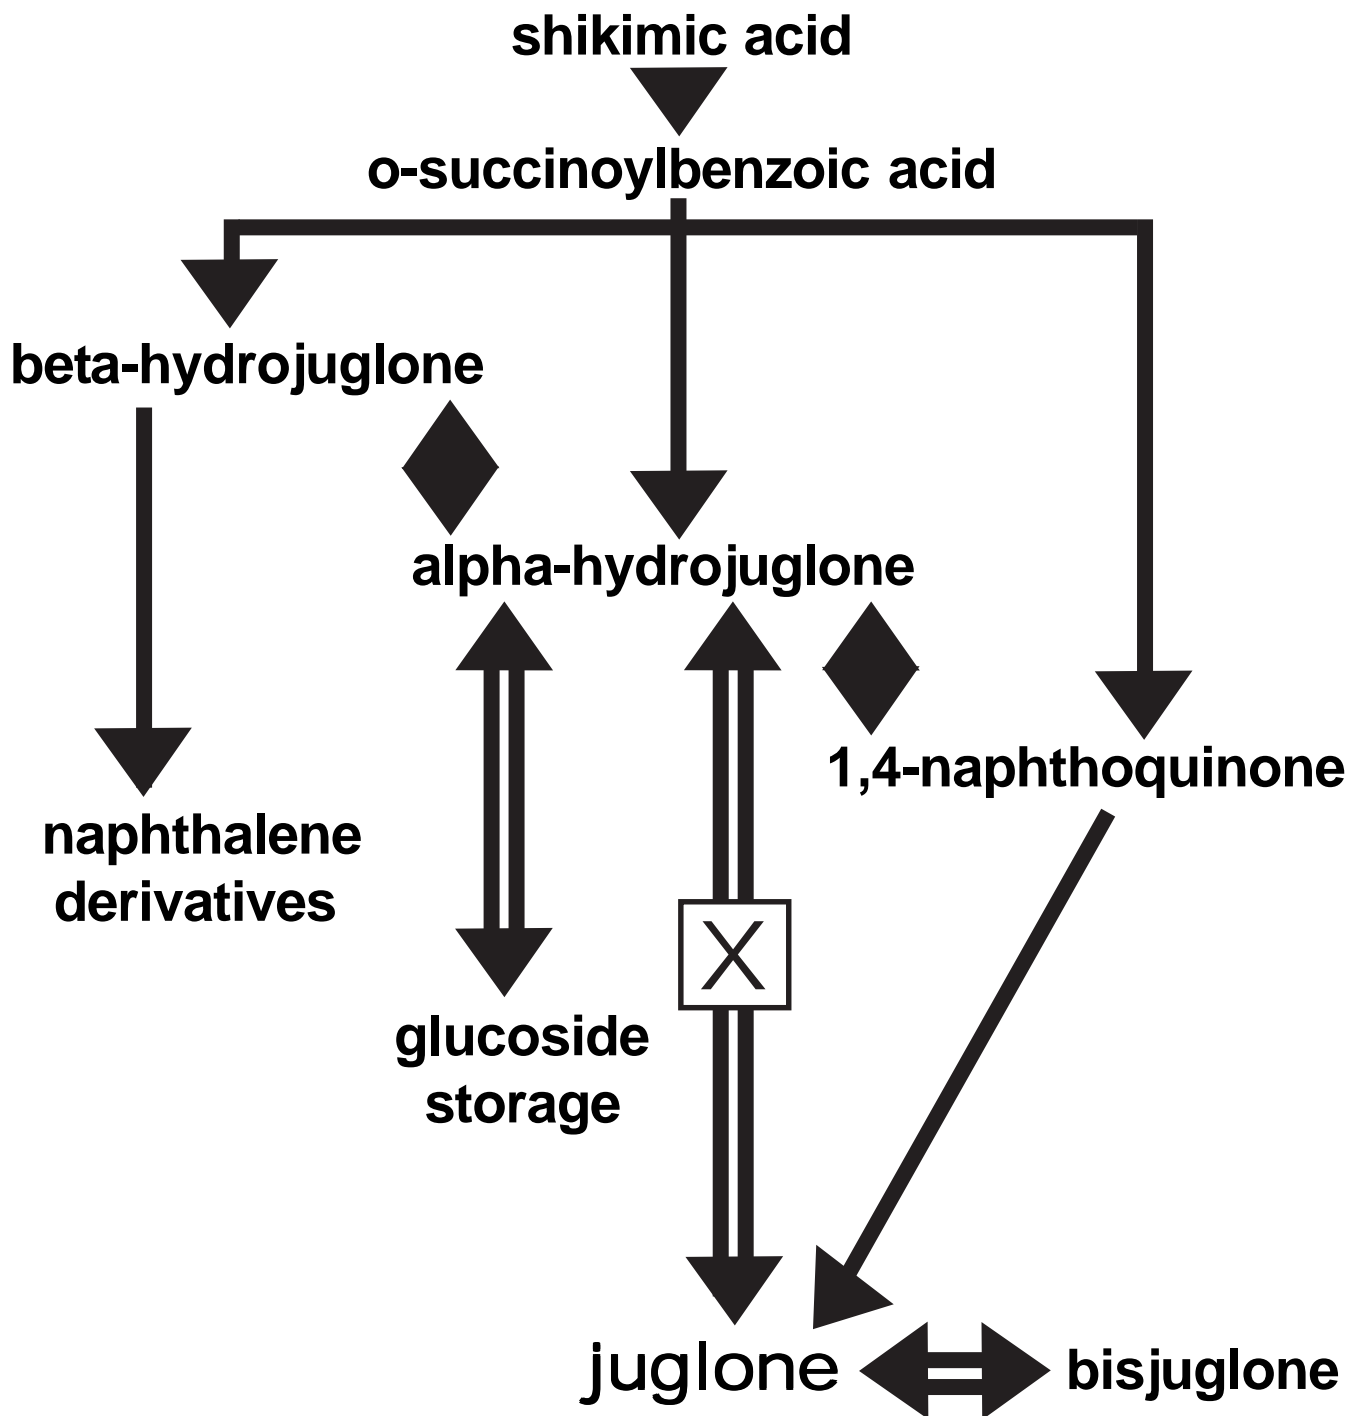 shikimic acid
o-succinoylbenzoic acid
beta-hydrojuglone
alpha-hydrojuglone
1,4-naphthoquinone
naphthalene
derivatives
X
glucoside
storage
juglone
bisjuglone